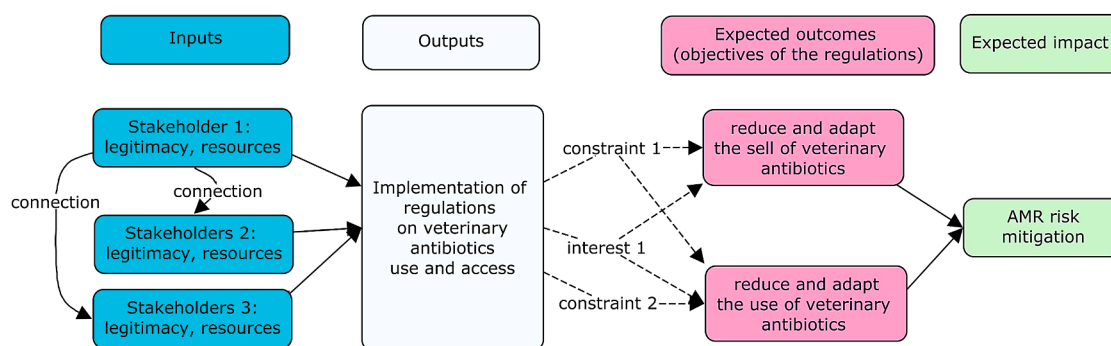 Inputs
Outputs
Expected outcomes
(objectives of the regulations)
Expected impact
Stakeholder 1:
legitimacy, resources
connection
connection
Stakeholders 2:
legitimacy, resources
Stakeholders 3:
legitimacy, resources
Implementation of
regulations
on veterinary
antibiotics
use and access
constraint 1
interest 1
constraint 2
reduce and adapt
the sell of veterinary
antibiotics
reduce and adapt
the use of veterinary
antibiotics
AMR risk
mitigation